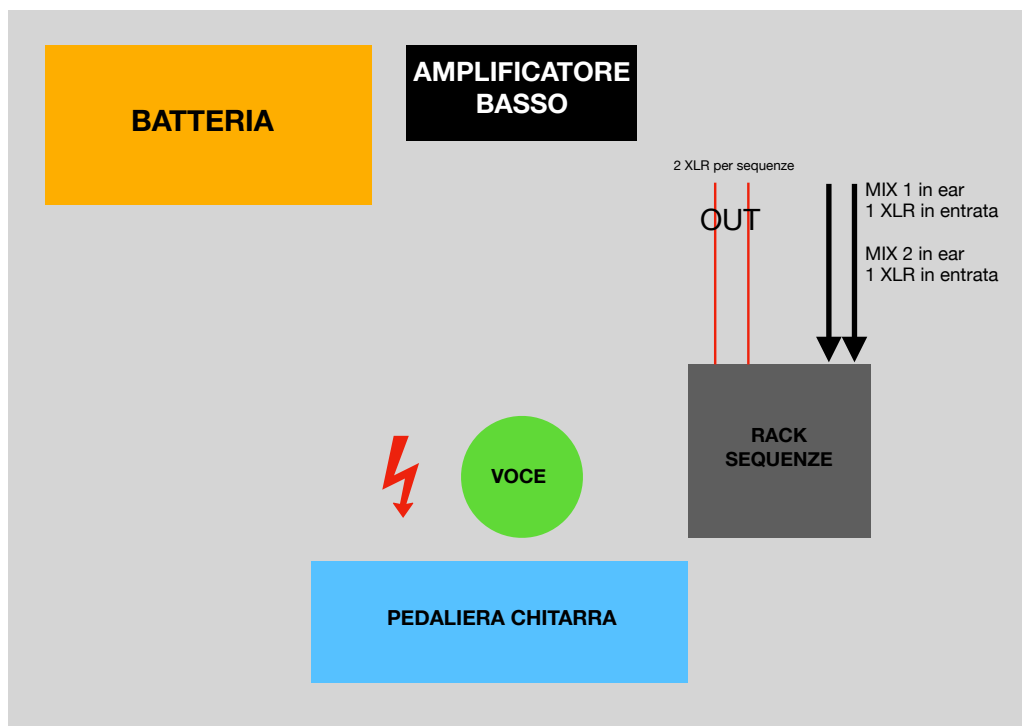 AMPLIFICATORE
BASSO
BATTERIA
2 XLR per sequenze
OUT
MIX 1 in ear
1 XLR in entrata
MIX 2 in ear
1 XLR in entrata
RACK
SEQUENZE
VOCE
PEDALIERA CHITARRA